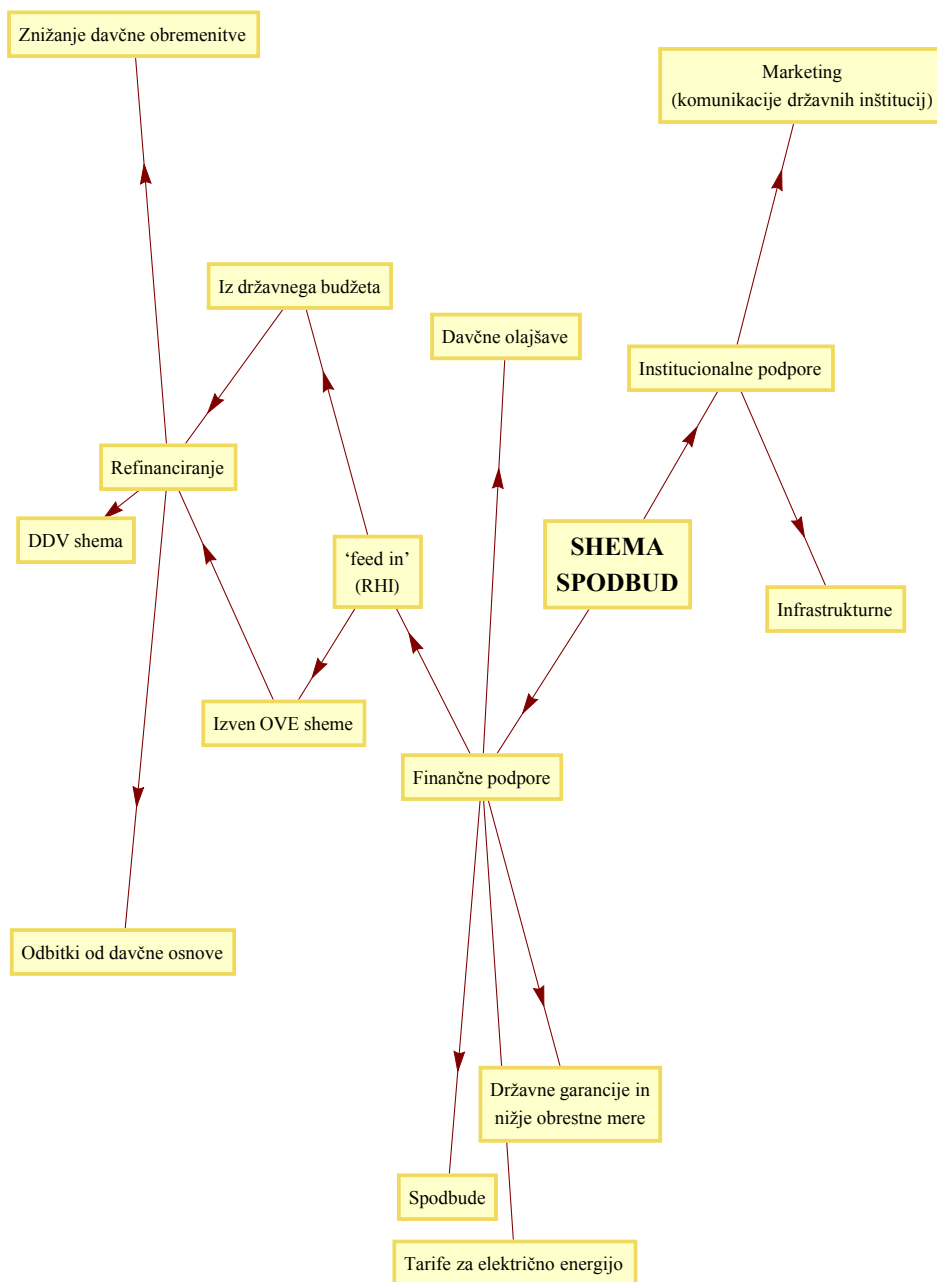 Znižanje davčne obremenitve
Marketing
(komunikacije državnih inštitucij)
Iz državnega budžeta
Davčne olajšave
Institucionalne podpore
Refinanciranje
DDV shema
‘feed in’
(RHI)
SHEMA
SPODBUD
Infrastrukturne
Izven OVE sheme
Finančne podpore
Odbitki od davčne osnove
Državne garancije in
nižje obrestne mere
Spodbude
Tarife za električno energijo